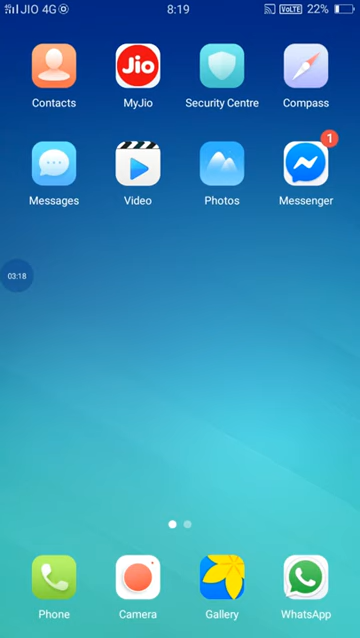 JIO 4G 8:19 VoLTE 22%
Jio
Contacts MyJio Security Centre Compass
1
Messages Video Photos Messenger
03:18
Phone Camera Gallery WhatsApp